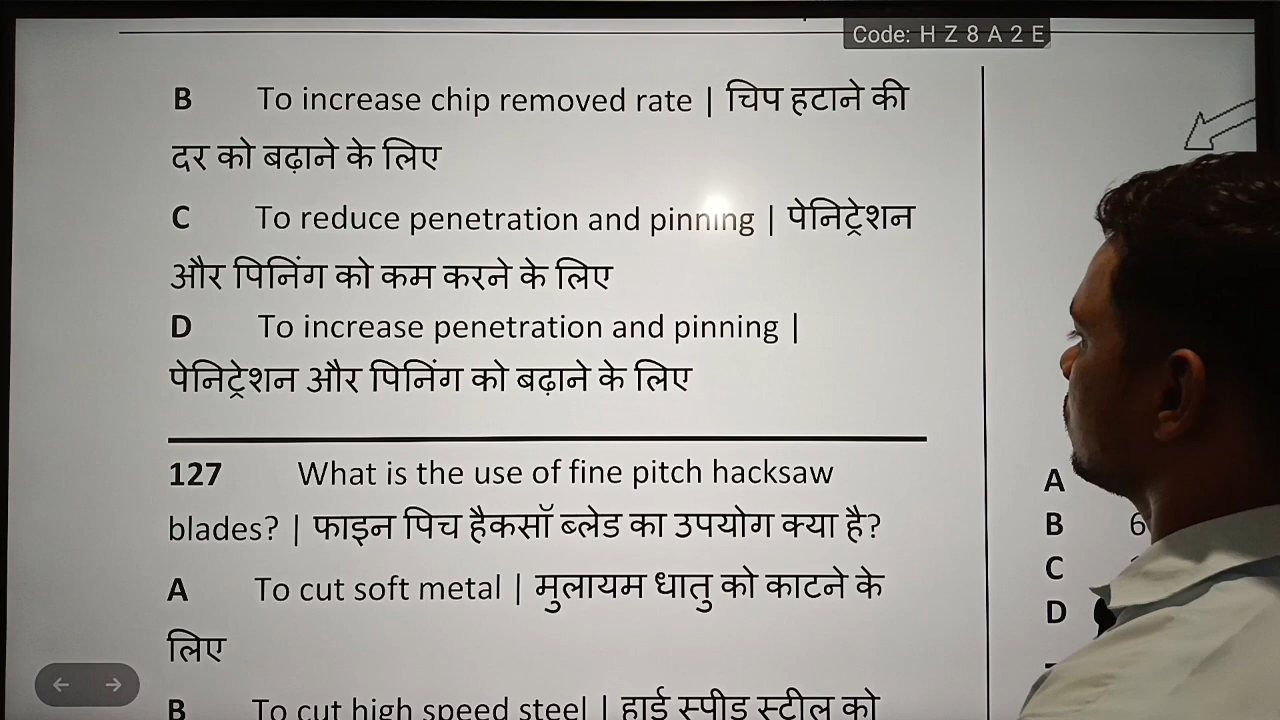 Code: H Z 8 A 2 E
B To increase chip removed rate | चिप हटाने की
दर को बढ़ाने के लिए
C To reduce penetration and pinning | पेनिट्रेशन
और पिनिंग को कम करने के लिए
D To increase penetration and pinning |
पेनिट्रेशन और पिनिंग को बढ़ाने के लिए
127 What is the use of fine pitch hacksaw
blades? | फाइन पिच हैकसॉ ब्लेड का उपयोग क्या है?
A To cut soft metal | मुलायम धातु को काटने के
लिए
B To cut high speed steel | हाई स्पीड स्टील को
A
B 6
C
D